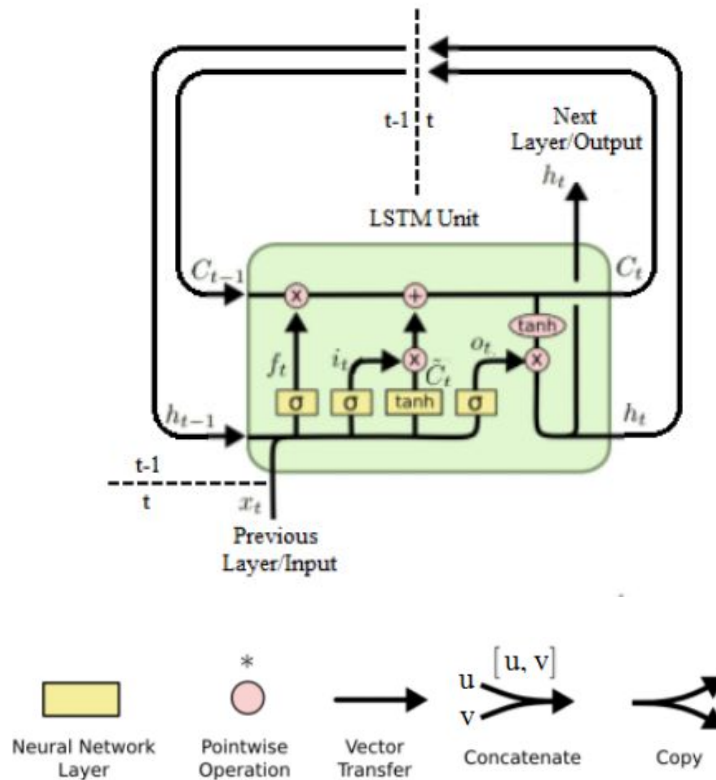 t-1 t
Next
Layer/Output
h_t
LSTM Unit
C_{t-1}
C_t
x
+
tanh
f_t
i_t
x
C̃_t
o_t
x
σ
σ
tanh
σ
h_{t-1}
h_t
t-1
t
x_t
Previous
Layer/Input
*
[u, v]
u
v
Neural Network
Layer
Pointwise
Operation
Vector
Transfer
Concatenate
Copy